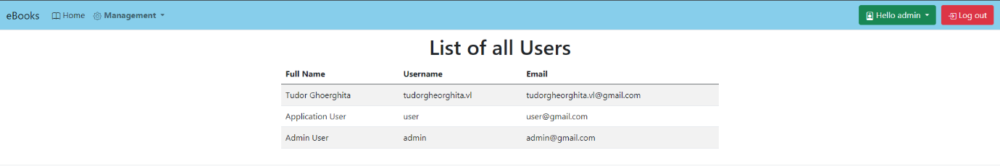 eBooks Home Management Hello admin Log out
List of all Users
Full Name Username Email
Tudor Ghoerghita tudorgheorghita.vl tudorgheorghita.vl@gmail.com
Application User user user@gmail.com
Admin User admin admin@gmail.com